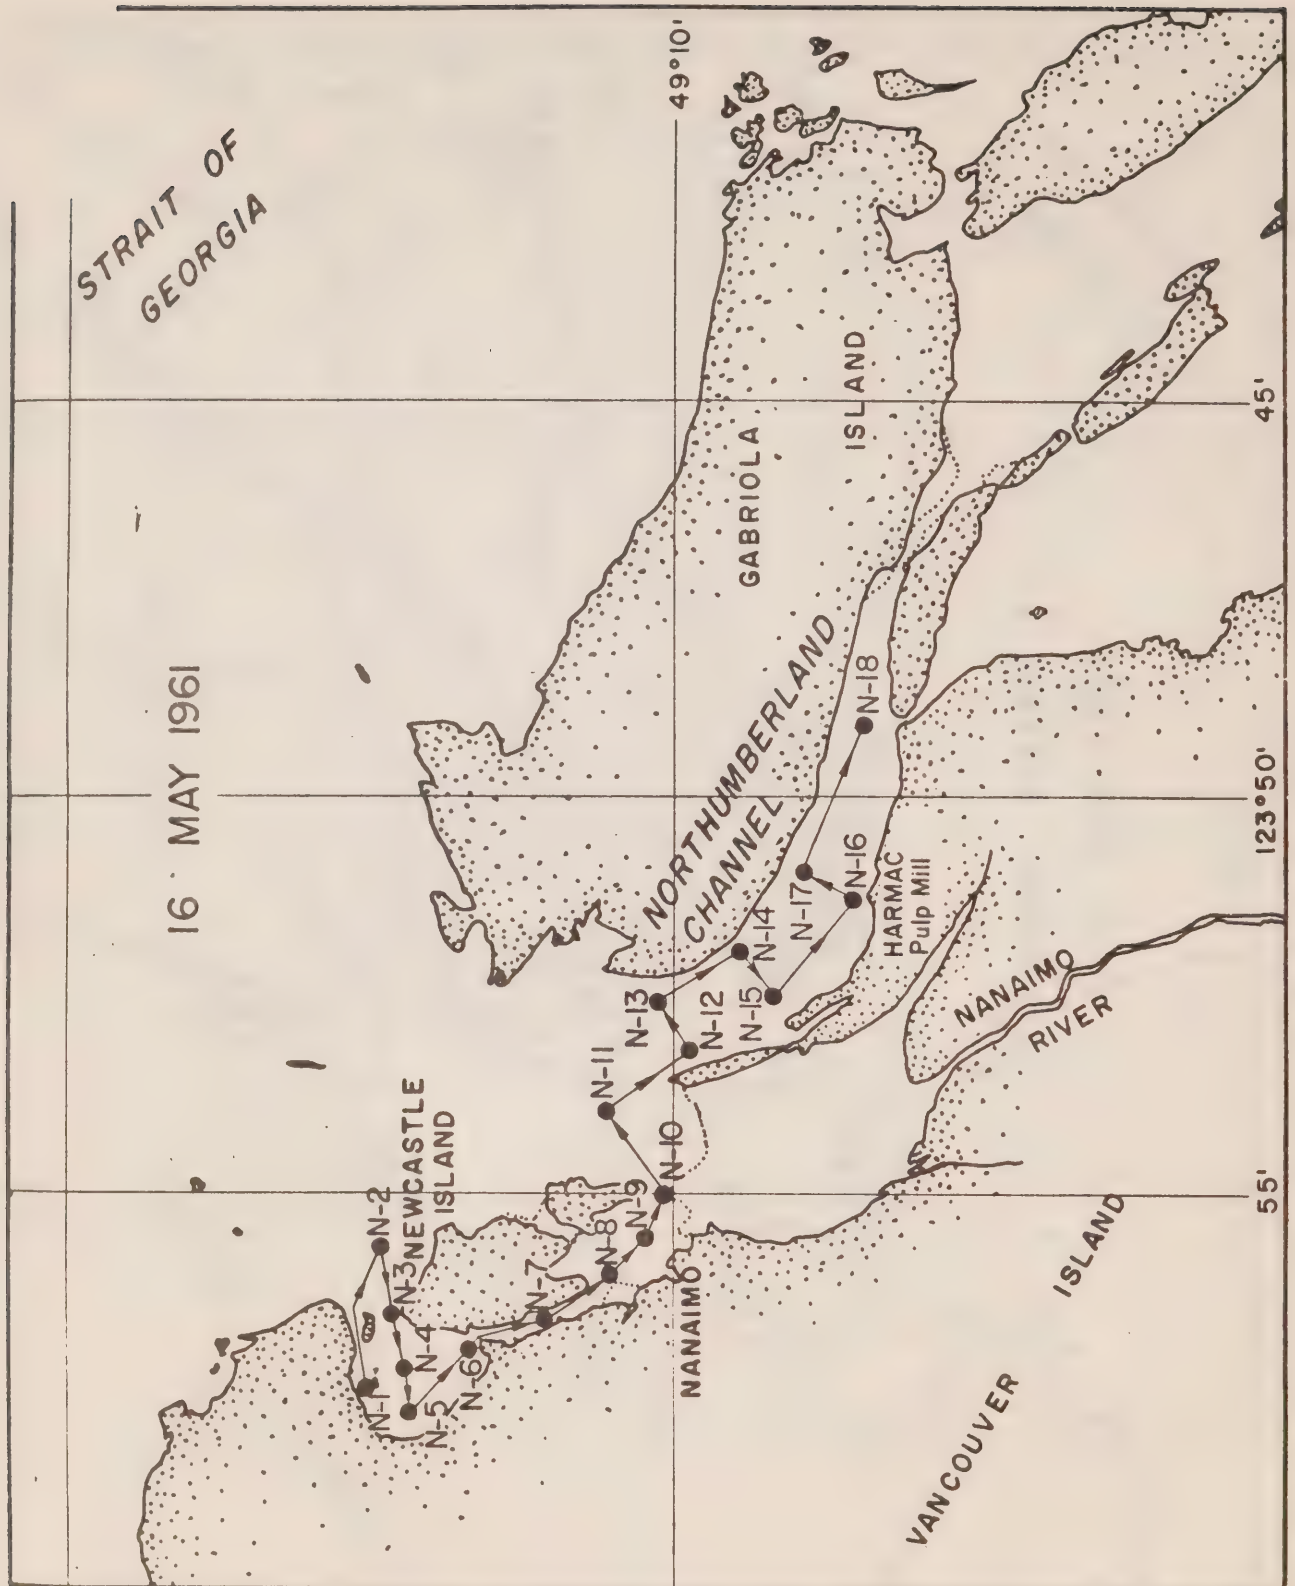 STRAIT OF
GEORGIA
16 MAY 1961
49°10'
GABRIOLA
ISLAND
NORTHUMBERLAND
CHANNEL
NEWCASTLE
ISLAND
N-1
N-2
N-3
N-4
N-5
N-6
N-7
N-8
N-9
N-10
N-11
N-12
N-13
N-14
N-15
N-16
N-17
N-18
HARMAC
Pulp Mill
NANAIMO
RIVER
NANAIMO
VANCOUVER
ISLAND
55'
123°50'
45'